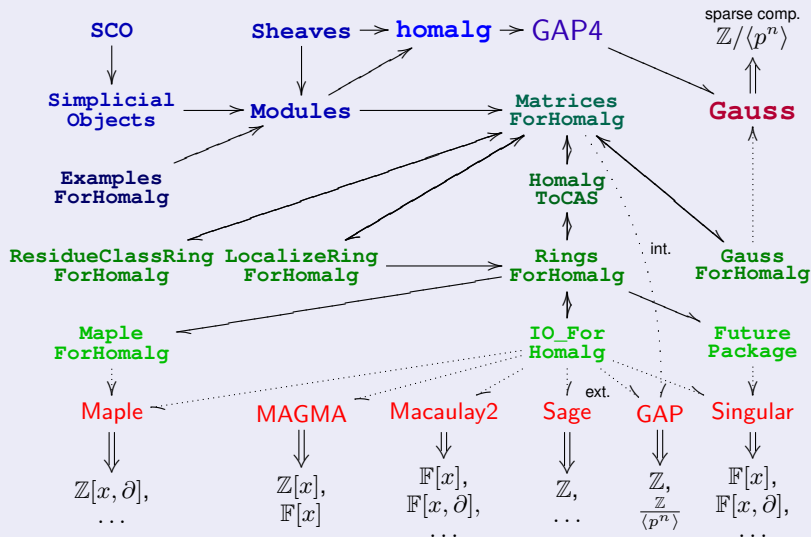 sparse comp.
SCO
Sheaves
homalg
GAP4
ℤ/⟨pⁿ⟩
Simplicial
Objects
Modules
Matrices
ForHomalg
Gauss
Examples
ForHomalg
Homalg
ToCAS
int.
ResidueClassRing
ForHomalg
LocalizeRing
ForHomalg
Rings
ForHomalg
Gauss
ForHomalg
Maple
ForHomalg
IO_For
Homalg
Future
Package
ext.
Maple
MAGMA
Macaulay2
Sage
GAP
Singular
ℤ[x, ∂],
...
ℤ[x],
𝔽[x]
𝔽[x],
𝔽[x, ∂],
...
ℤ,
...
ℤ,
ℤ/⟨pⁿ⟩
𝔽[x],
𝔽[x, ∂],
...